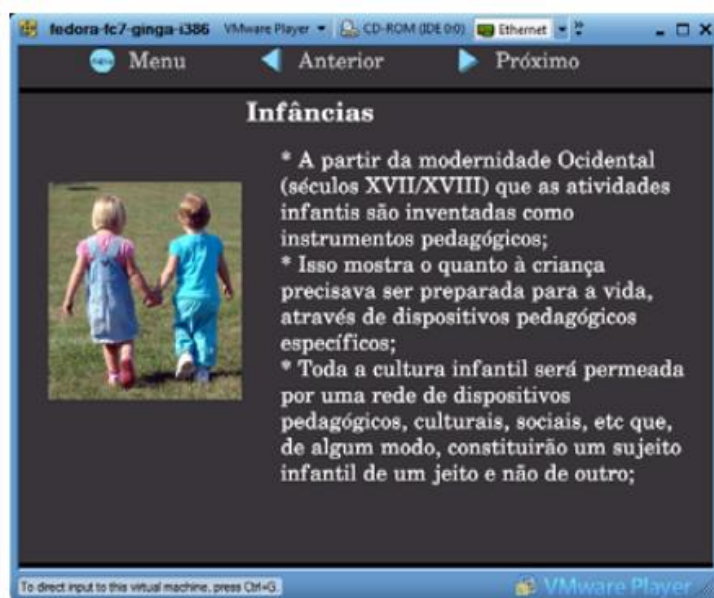 fedora-fc7-ginga-i386 VMware Player CD-ROM (IDE 0:0) Ethernet
Menu Anterior Próximo
Infâncias
* A partir da modernidade Ocidental
(séculos XVII/XVIII) que as atividades
infantis são inventadas como
instrumentos pedagógicos;
* Isso mostra o quanto à criança
precisava ser preparada para a vida,
através de dispositivos pedagógicos
específicos;
* Toda a cultura infantil será permeada
por uma rede de dispositivos
pedagógicos, culturais, sociais, etc que,
de algum modo, constituirão um sujeito
infantil de um jeito e não de outro;
To direct input to this virtual machine, press Ctrl+G.
VMware Player